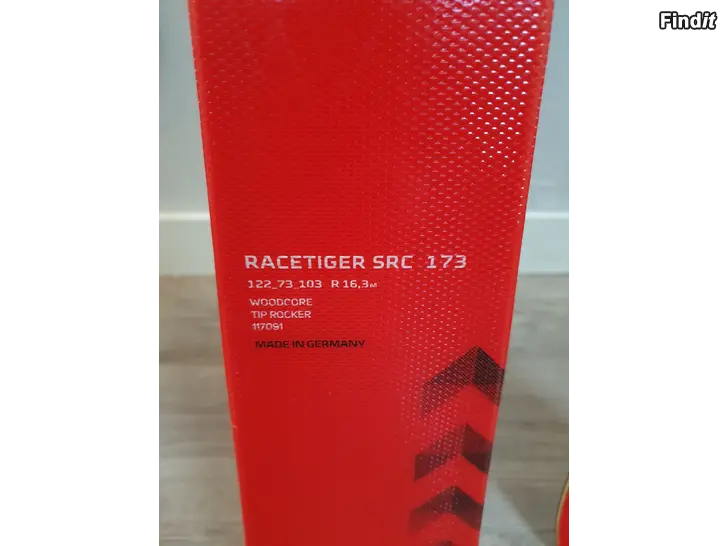 Findit
RACETIGER SRC 173
122_73_103 R 16,3M
WOODCORE
TIP ROCKER
117091
MADE IN GERMANY